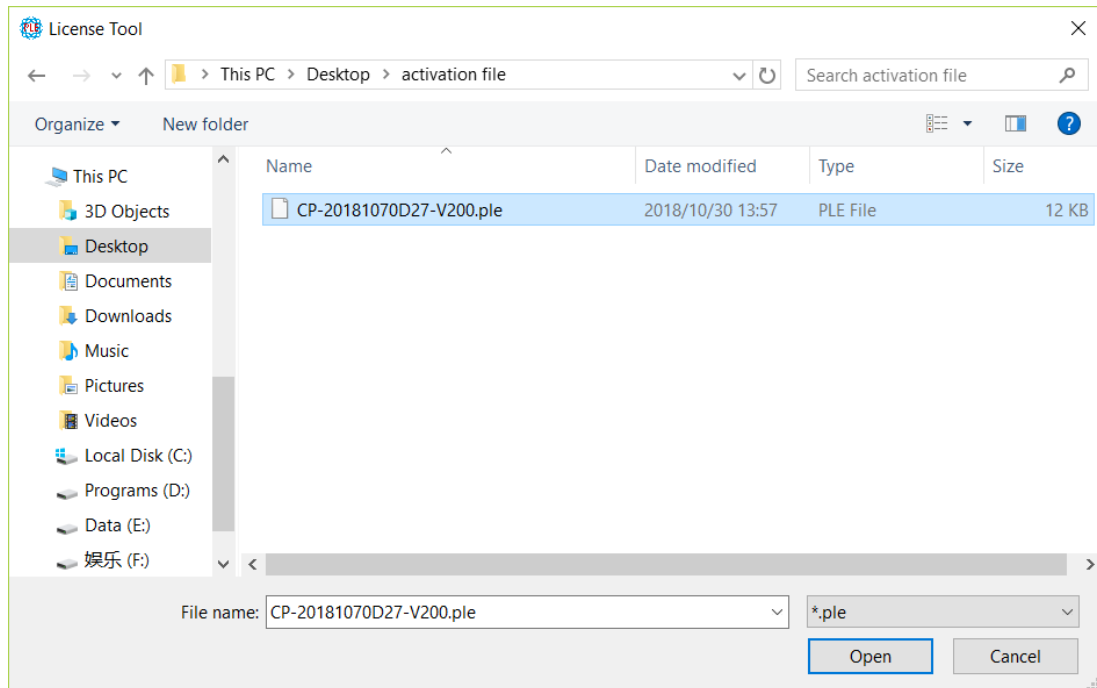 License Tool
This PC > Desktop > activation file
Search activation file
Organize
New folder
?
Name
Date modified
Type
Size
CP-20181070D27-V200.ple
2018/10/30 13:57
PLE File
12 KB
This PC
3D Objects
Desktop
Documents
Downloads
Music
Pictures
Videos
Local Disk (C:)
Programs (D:)
Data (E:)
娱乐 (F:)
File name: CP-20181070D27-V200.ple
*.ple
Open
Cancel